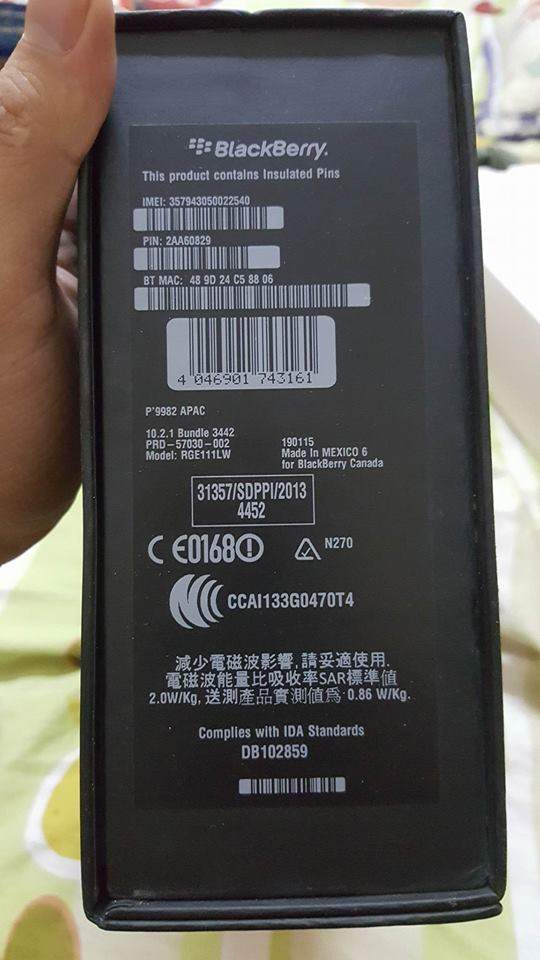 BlackBerry.
This product contains Insulated Pins
IMEI: 357943050022540
PIN: 2AA60829
BT MAC: 48 9D 24 C5 88 06
4 046901 743161
P'9982 APAC
10.2.1 Bundle 3442
PRD-57030-002
Model: RGE111LW
190115
Made In MEXICO 6
for BlackBerry Canada
31357/SDPPI/2013
4452
CE0168
N270
CCAI133G0470T4
減少電磁波影響,請妥適使用.
電磁波能量比吸收率SAR標準值
2.0W/Kg, 送測產品實測值為 0.86 W/Kg.
Complies with IDA Standards
DB102859